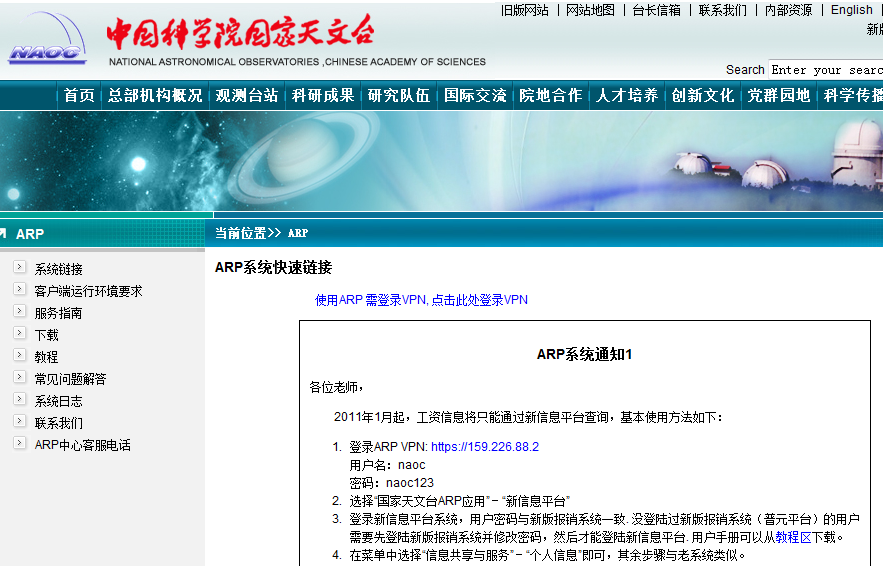 旧版网站 | 网站地图 | 台长信箱 | 联系我们 | 内部资源 | English |
NAOC 中国科学院国家天文台
NATIONAL ASTRONOMICAL OBSERVATORIES ,CHINESE ACADEMY OF SCIENCES
新版
Search Enter your searc
首页 总部机构概况 观测台站 科研成果 研究队伍 国际交流 院地合作 人才培养 创新文化 党群园地 科学传播
ARP
系统链接
客户端运行环境要求
服务指南
下载
教程
常见问题解答
系统日志
联系我们
ARP中心客服电话
当前位置>> ARP
ARP系统快速链接
使用ARP 需登录VPN, 点击此处登录VPN
ARP系统通知1
各位老师，
2011年1月起，工资信息将只能通过新信息平台查询，基本使用方法如下：
1. 登录ARP VPN: https://159.226.88.2
用户名：naoc
密码：naoc123
2. 选择“国家天文台ARP应用”－“新信息平台”
3. 登录新信息平台系统，用户密码与新版报销系统一致. 没登陆过新版报销系统（普元平台）的用户
需要先登陆新版报销系统并修改密码，然后才能登陆新信息平台. 用户手册可以从教程区下载。
4. 在菜单中选择“信息共享与服务”－“个人信息”即可，其余步骤与老系统类似。